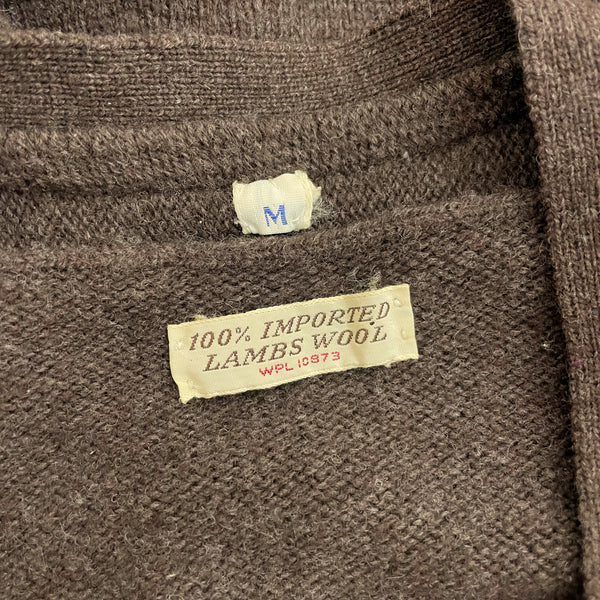 M
100% IMPORTED
LAMBS WOOL
WPL 10873